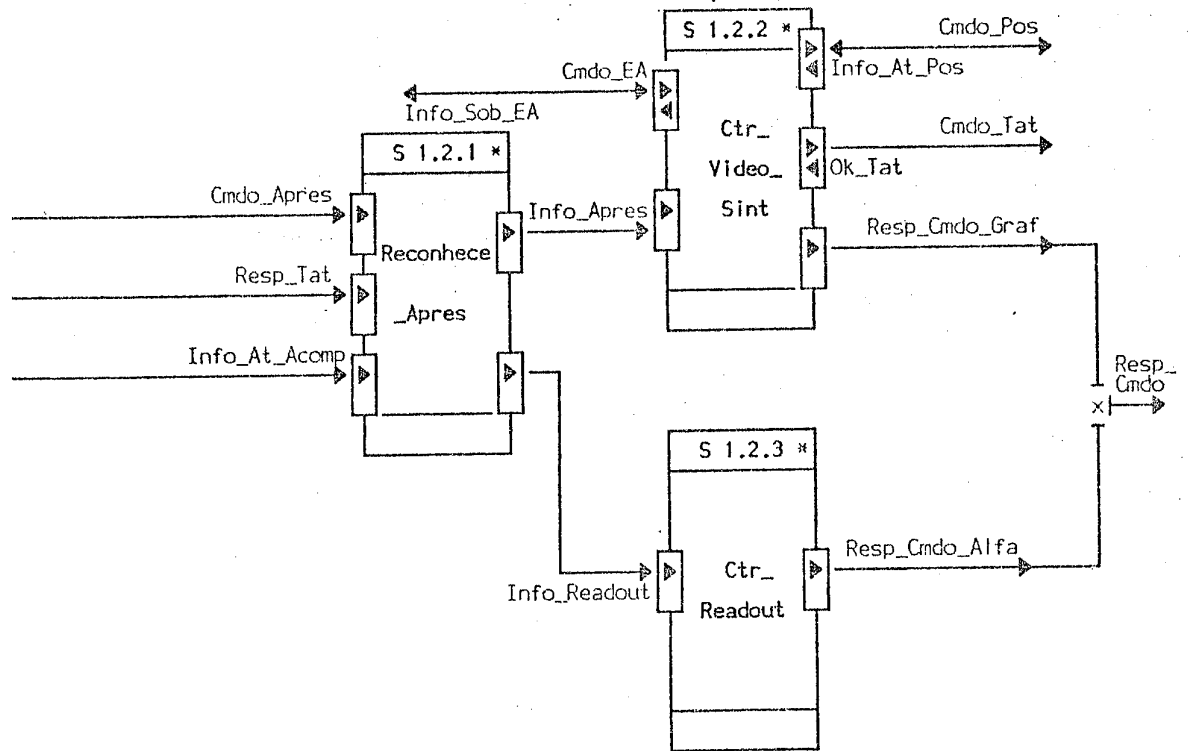 S 1.2.2 *
Cmdo_Pos
Info_At_Pos
Cmdo_EA
Info_Sob_EA
Ctr_
Video_
Sint
Cmdo_Tat
Ok_Tat
S 1.2.1 *
Cmdo_Apres
Info_Apres
Resp_Cmdo_Graf
Reconhece
_Apres
Resp_Tat
Info_At_Acomp
Resp_
Cmdo
x
S 1.2.3 *
Ctr_
Readout
Resp_Cmdo_Alfa
Info_Readout